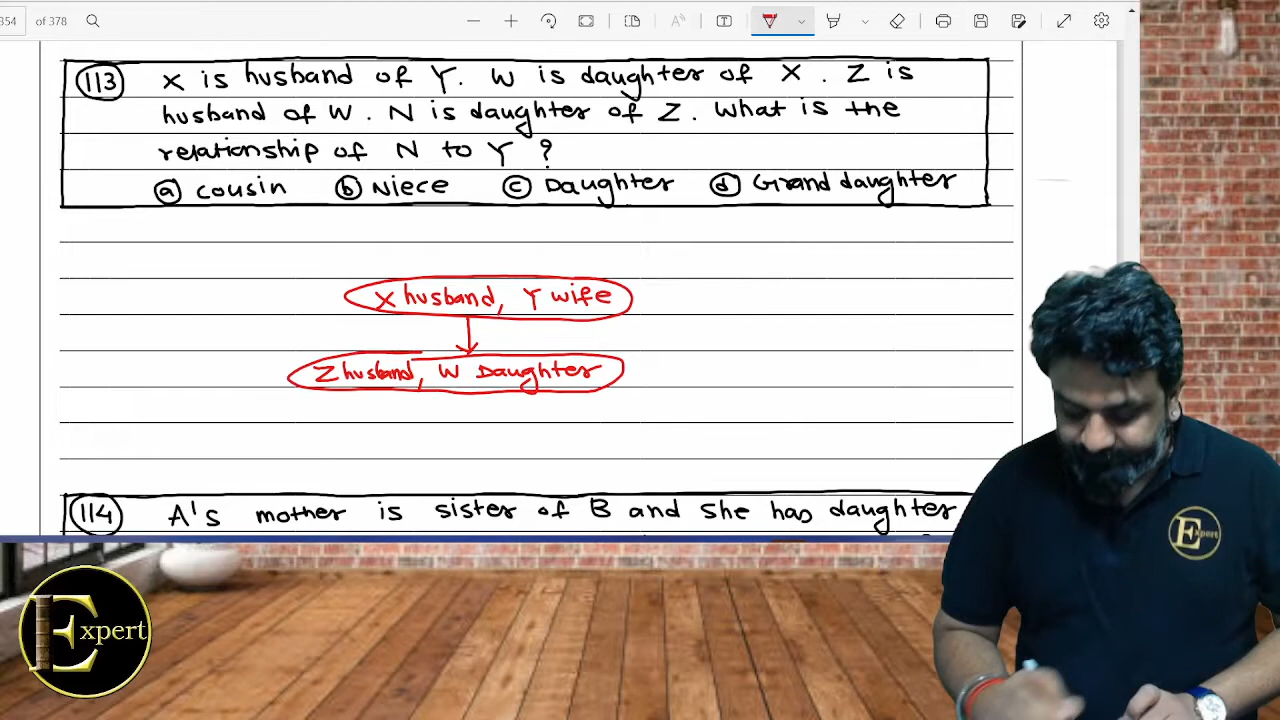 354 of 378
113 X is husband of Y. W is daughter of X. Z is
husband of W. N is daughter of Z. What is the
relationship of N to Y ?
a cousin b Niece c Daughter d Grand daughter
X husband, Y wife
Z husband, W Daughter
114 A's mother is sister of B and she has daughter
Expert
Expert